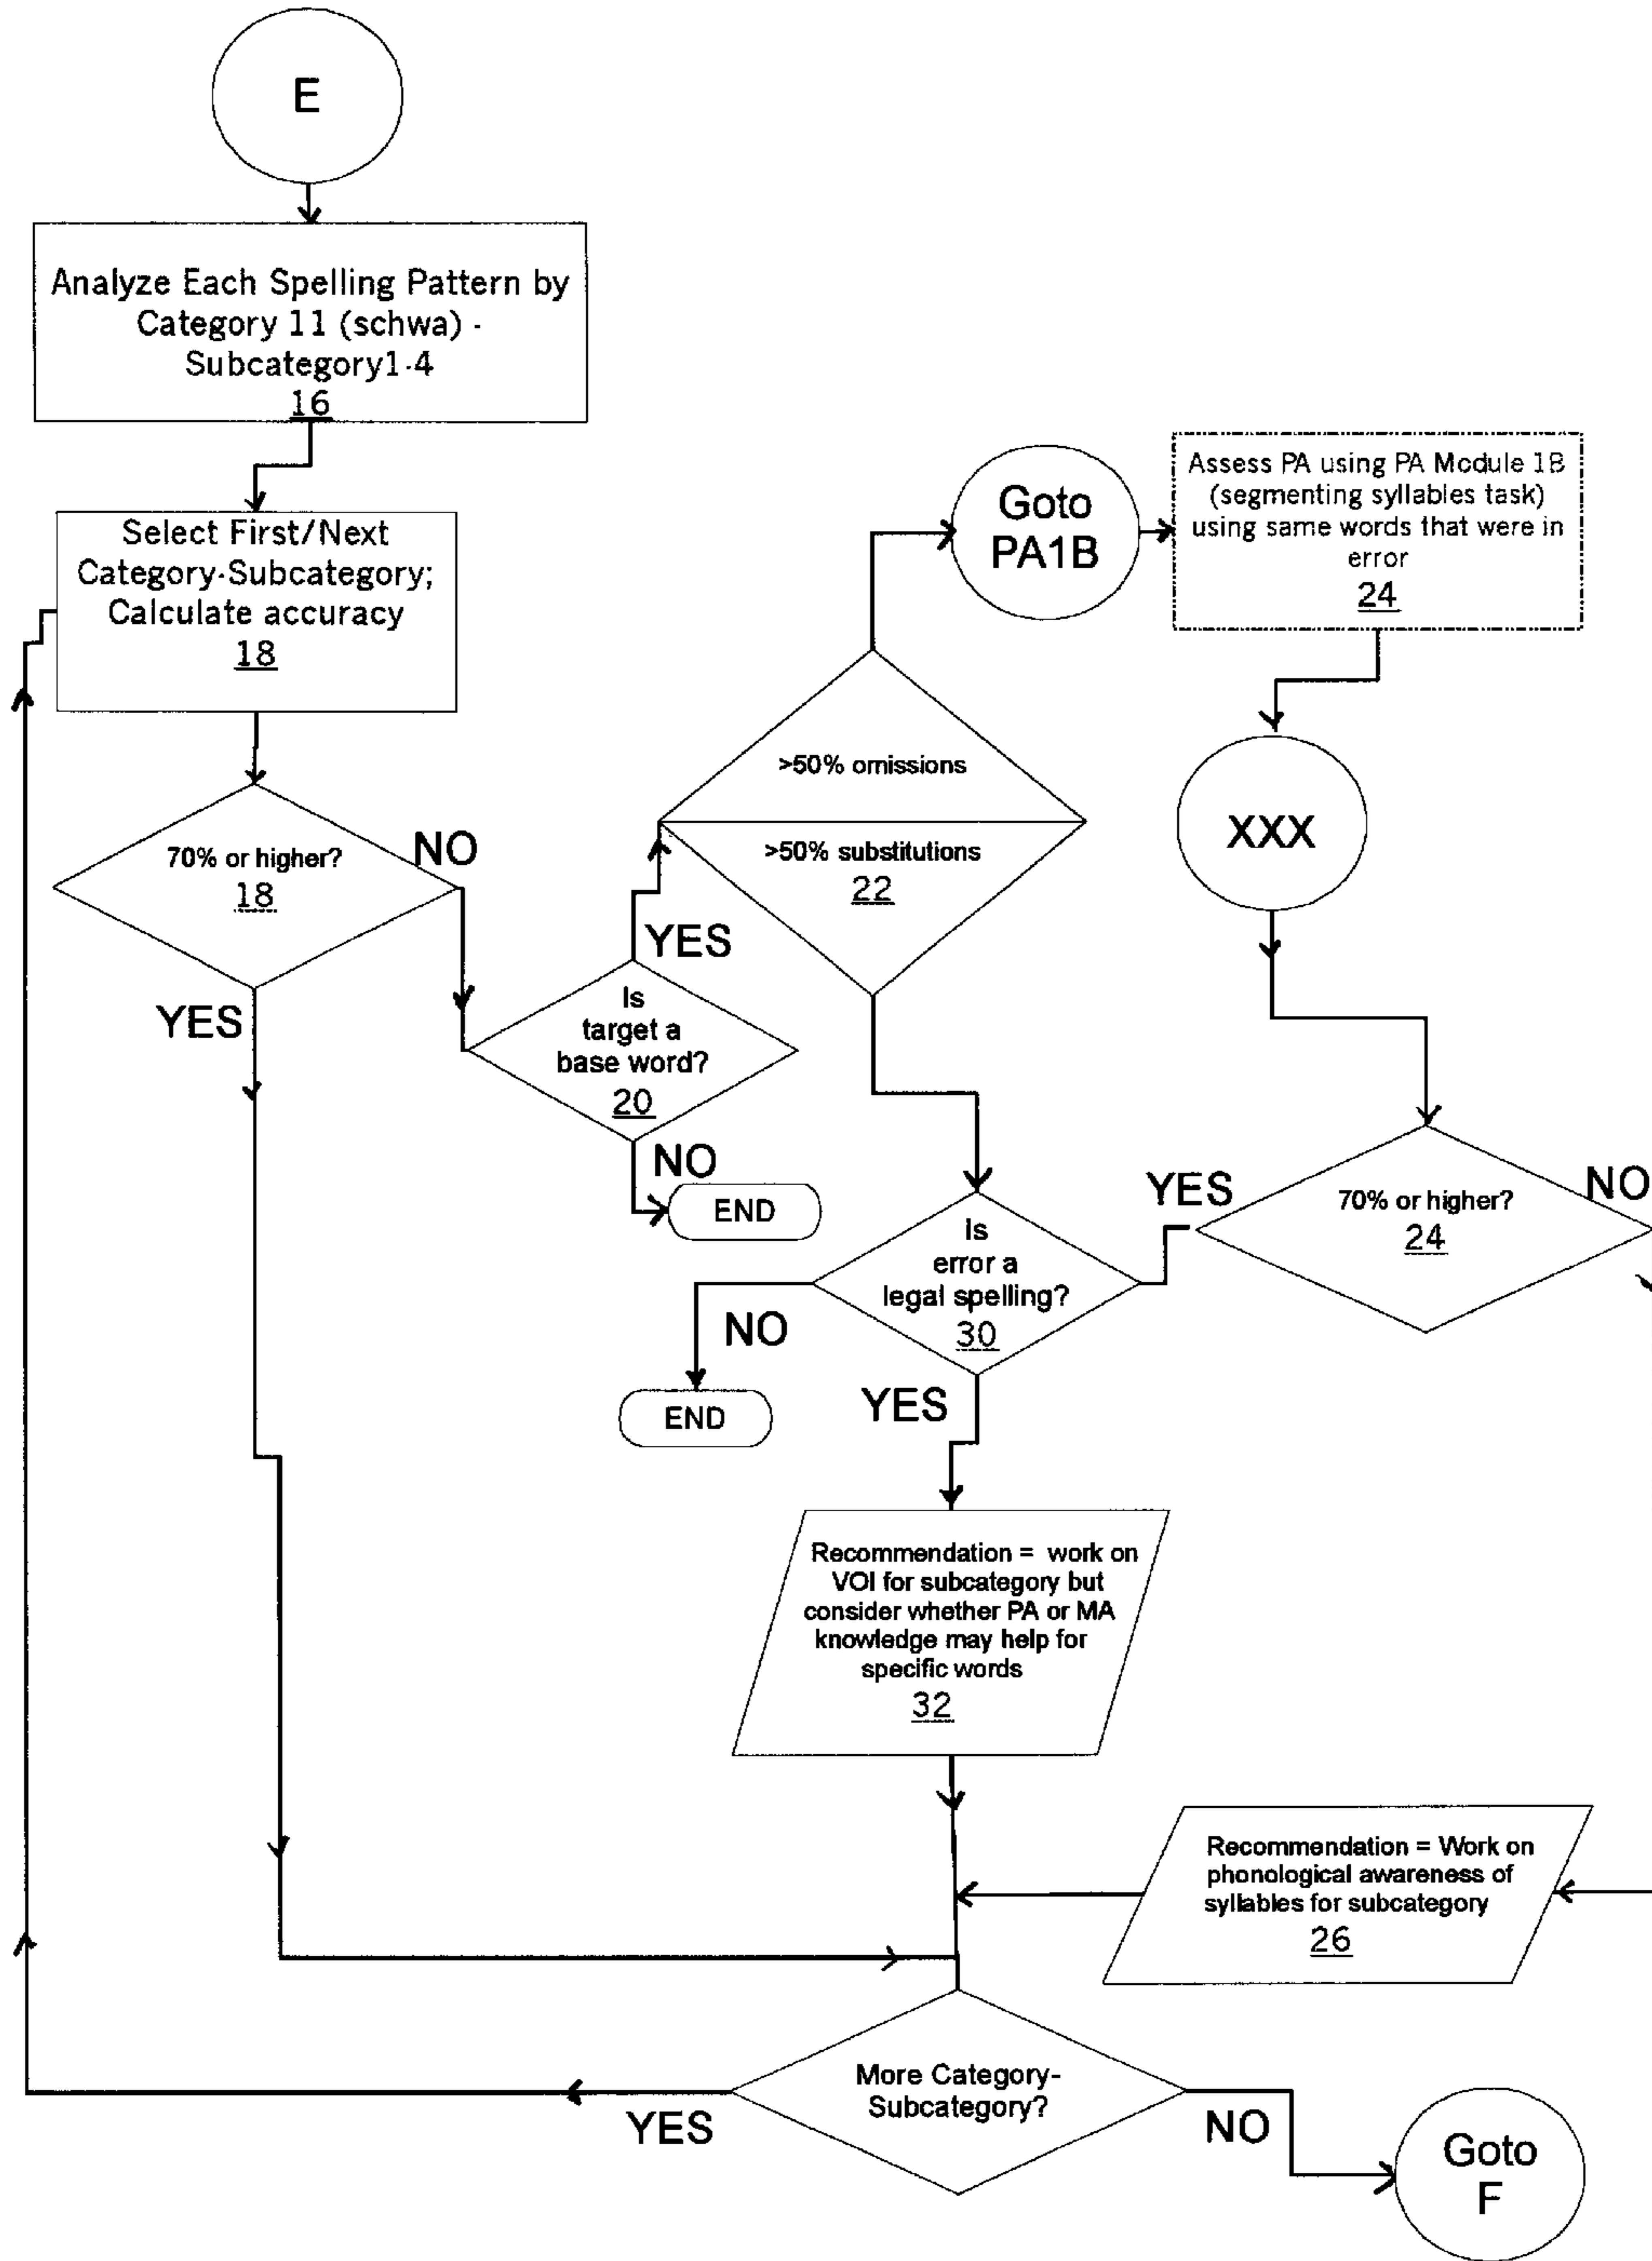 E
Analyze Each Spelling Pattern by
Category 11 (schwa) -
Subcategory1-4
16
Select First/Next
Category-Subcategory;
Calculate accuracy
18
70% or higher?
18
NO
YES
Is
target a
base word?
20
YES
NO
END
>50% omissions
>50% substitutions
22
Goto
PA1B
Assess PA using PA Module 1B
(segmenting syllables task)
using same words that were in
error
24
XXX
70% or higher?
24
YES
NO
Is
error a
legal spelling?
30
NO
END
YES
Recommendation = work on
VOI for subcategory but
consider whether PA or MA
knowledge may help for
specific words
32
Recommendation = Work on
phonological awareness of
syllables for subcategory
26
More Category-
Subcategory?
YES
NO
Goto
F